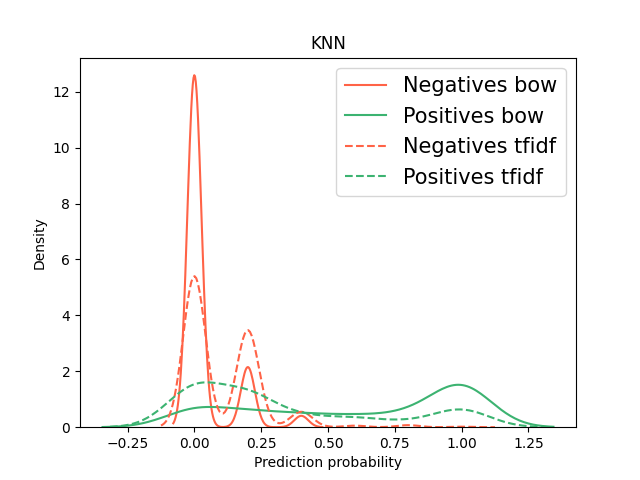 KNN
Negatives bow
Positives bow
Negatives tfidf
Positives tfidf
Density
12
10
8
6
4
2
0
−0.25 0.00 0.25 0.50 0.75 1.00 1.25
Prediction probability